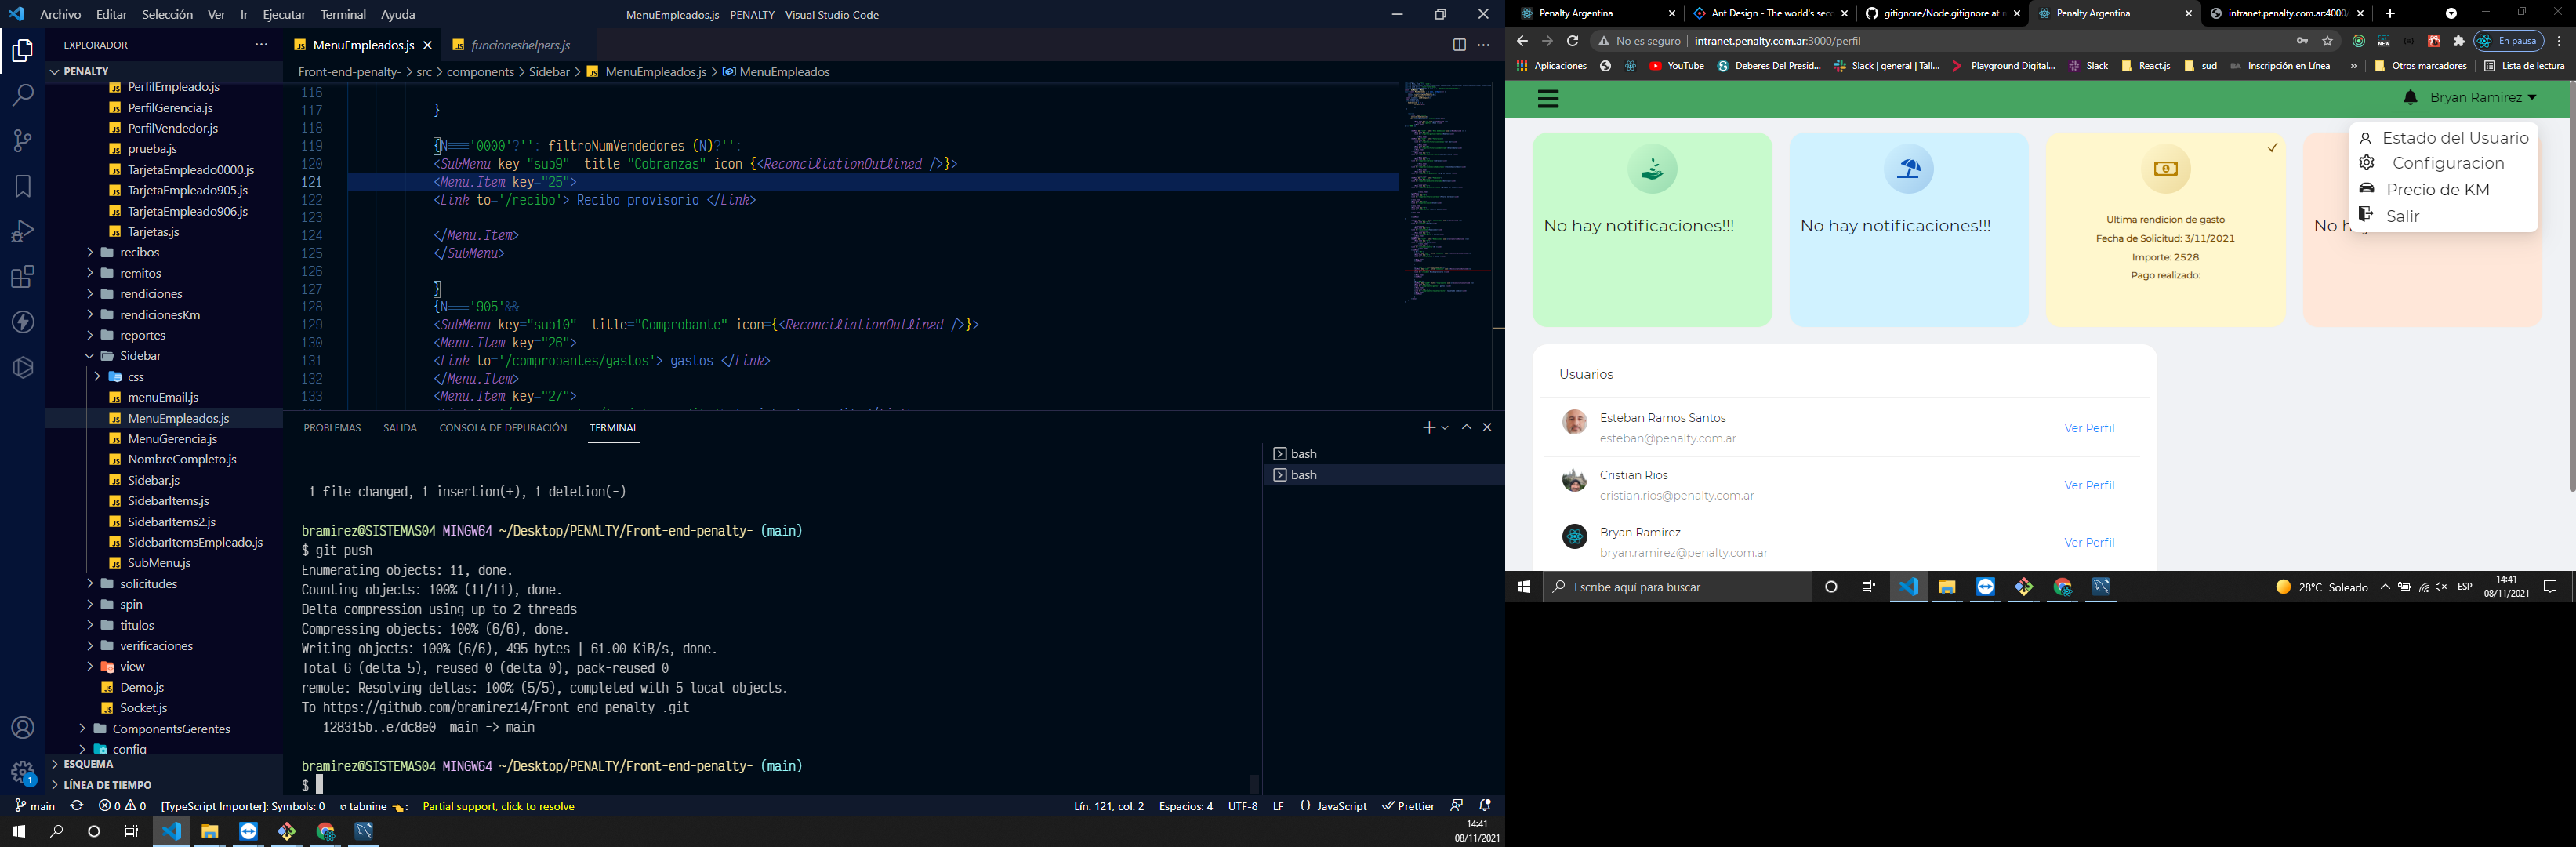 Archivo Editar Selección Ver Ir Ejecutar Terminal Ayuda
MenuEmpleados.js - PENALTY - Visual Studio Code
EXPLORADOR
PENALTY
PerfilEmpleado.js
PerfilGerencia.js
PerfilVendedor.js
prueba.js
TarjetaEmpleado0000.js
TarjetaEmpleado905.js
TarjetaEmpleado906.js
Tarjetas.js
recibos
remitos
rendiciones
rendicionesKm
reportes
Sidebar
css
menuEmail.js
MenuEmpleados.js
MenuGerencia.js
NombreCompleto.js
Sidebar.js
SidebarItems.js
SidebarItems2.js
SidebarItemsEmpleado.js
SubMenu.js
solicitudes
spin
titulos
verificaciones
view
Demo.js
Socket.js
ComponentsGerentes
config
ESQUEMA
LÍNEA DE TIEMPO
MenuEmpleados.js
funcioneshelpers.js
Front-end-penalty- > src > components > Sidebar > MenuEmpleados.js > MenuEmpleados
116
117 }
118
119 {N==='0000'?'': filtroNumVendedores (N)?'':
120 <SubMenu key="sub9" title="Cobranzas" icon={<ReconciliationOutlined />}>
121 <Menu.Item key="25">
122 <Link to='/recibo'> Recibo provisorio </Link>
123
124 </Menu.Item>
125 </SubMenu>
126
127 }
128 {N==='905'&&
129 <SubMenu key="sub10" title="Comprobante" icon={<ReconciliationOutlined />}>
130 <Menu.Item key="26">
131 <Link to='/comprobantes/gastos'> gastos </Link>
132 </Menu.Item>
133 <Menu.Item key="27">
PROBLEMAS SALIDA CONSOLA DE DEPURACIÓN TERMINAL
bash
bash
1 file changed, 1 insertion(+), 1 deletion(-)
bramirez@SISTEMAS04 MINGW64 ~/Desktop/PENALTY/Front-end-penalty- (main)
$ git push
Enumerating objects: 11, done.
Counting objects: 100% (11/11), done.
Delta compression using up to 2 threads
Compressing objects: 100% (6/6), done.
Writing objects: 100% (6/6), 495 bytes | 61.00 KiB/s, done.
Total 6 (delta 5), reused 0 (delta 0), pack-reused 0
remote: Resolving deltas: 100% (5/5), completed with 5 local objects.
To https://github.com/bramirez14/Front-end-penalty-.git
128315b..e7dc8e0 main -> main
bramirez@SISTEMAS04 MINGW64 ~/Desktop/PENALTY/Front-end-penalty- (main)
$
1
main 0 0 [TypeScript Importer]: Symbols: 0 tabnine : Partial support, click to resolve
Lín. 121, col. 2 Espacios: 4 UTF-8 LF {} JavaScript Prettier
14:41
08/11/2021
Penalty Argentina
Ant Design - The world's seco
gitignore/Node.gitignore at m
Penalty Argentina
intranet.penalty.com.ar:4000/
No es seguro | intranet.penalty.com.ar:3000/perfil
NEW
En pausa
Aplicaciones YouTube Deberes Del Presid... Slack | general | Tall... Playground Digital... Slack React.js sud Inscripción en Línea » Otros marcadores Lista de lectura
Bryan Ramirez
Estado del Usuario
Configuracion
Precio de KM
Salir
No hay notificaciones!!!
No hay notificaciones!!!
Ultima rendicion de gasto
Fecha de Solicitud: 3/11/2021
Importe: 2528
Pago realizado:
No h
Usuarios
Esteban Ramos Santos
esteban@penalty.com.ar
Ver Perfil
Cristian Rios
cristian.rios@penalty.com.ar
Ver Perfil
Bryan Ramirez
bryan.ramirez@penalty.com.ar
Ver Perfil
Escribe aquí para buscar
28°C Soleado
ESP
14:41
08/11/2021